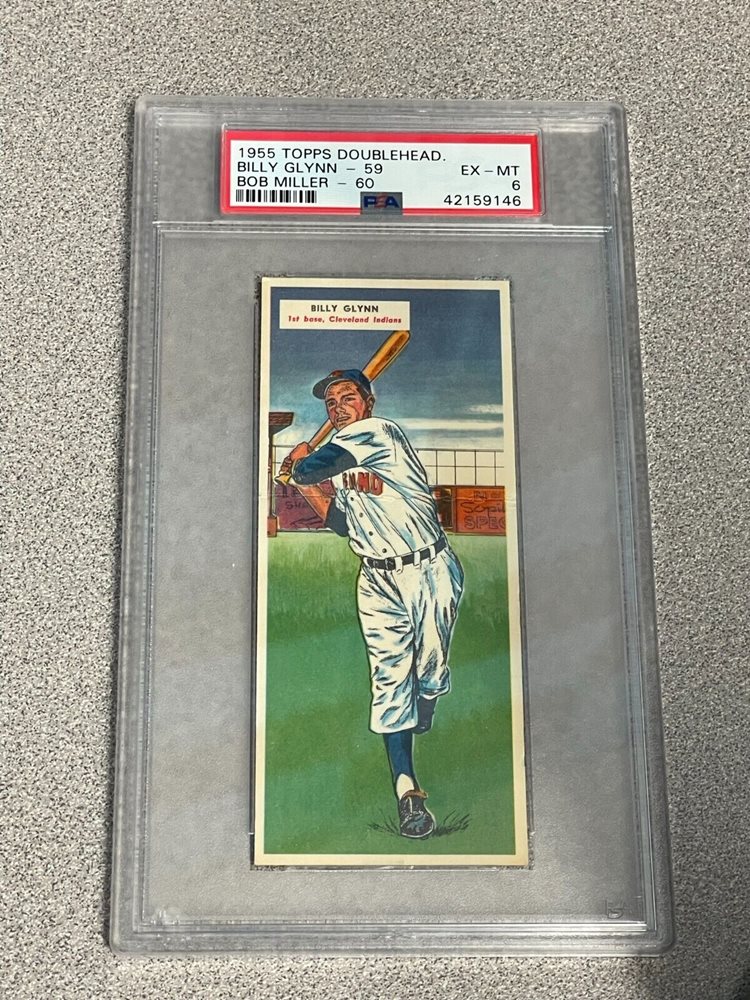 1955 TOPPS DOUBLEHEAD.
BILLY GLYNN - 59 EX - MT
BOB MILLER - 60 6
PSA 42159146
BILLY GLYNN
1st base, Cleveland Indians